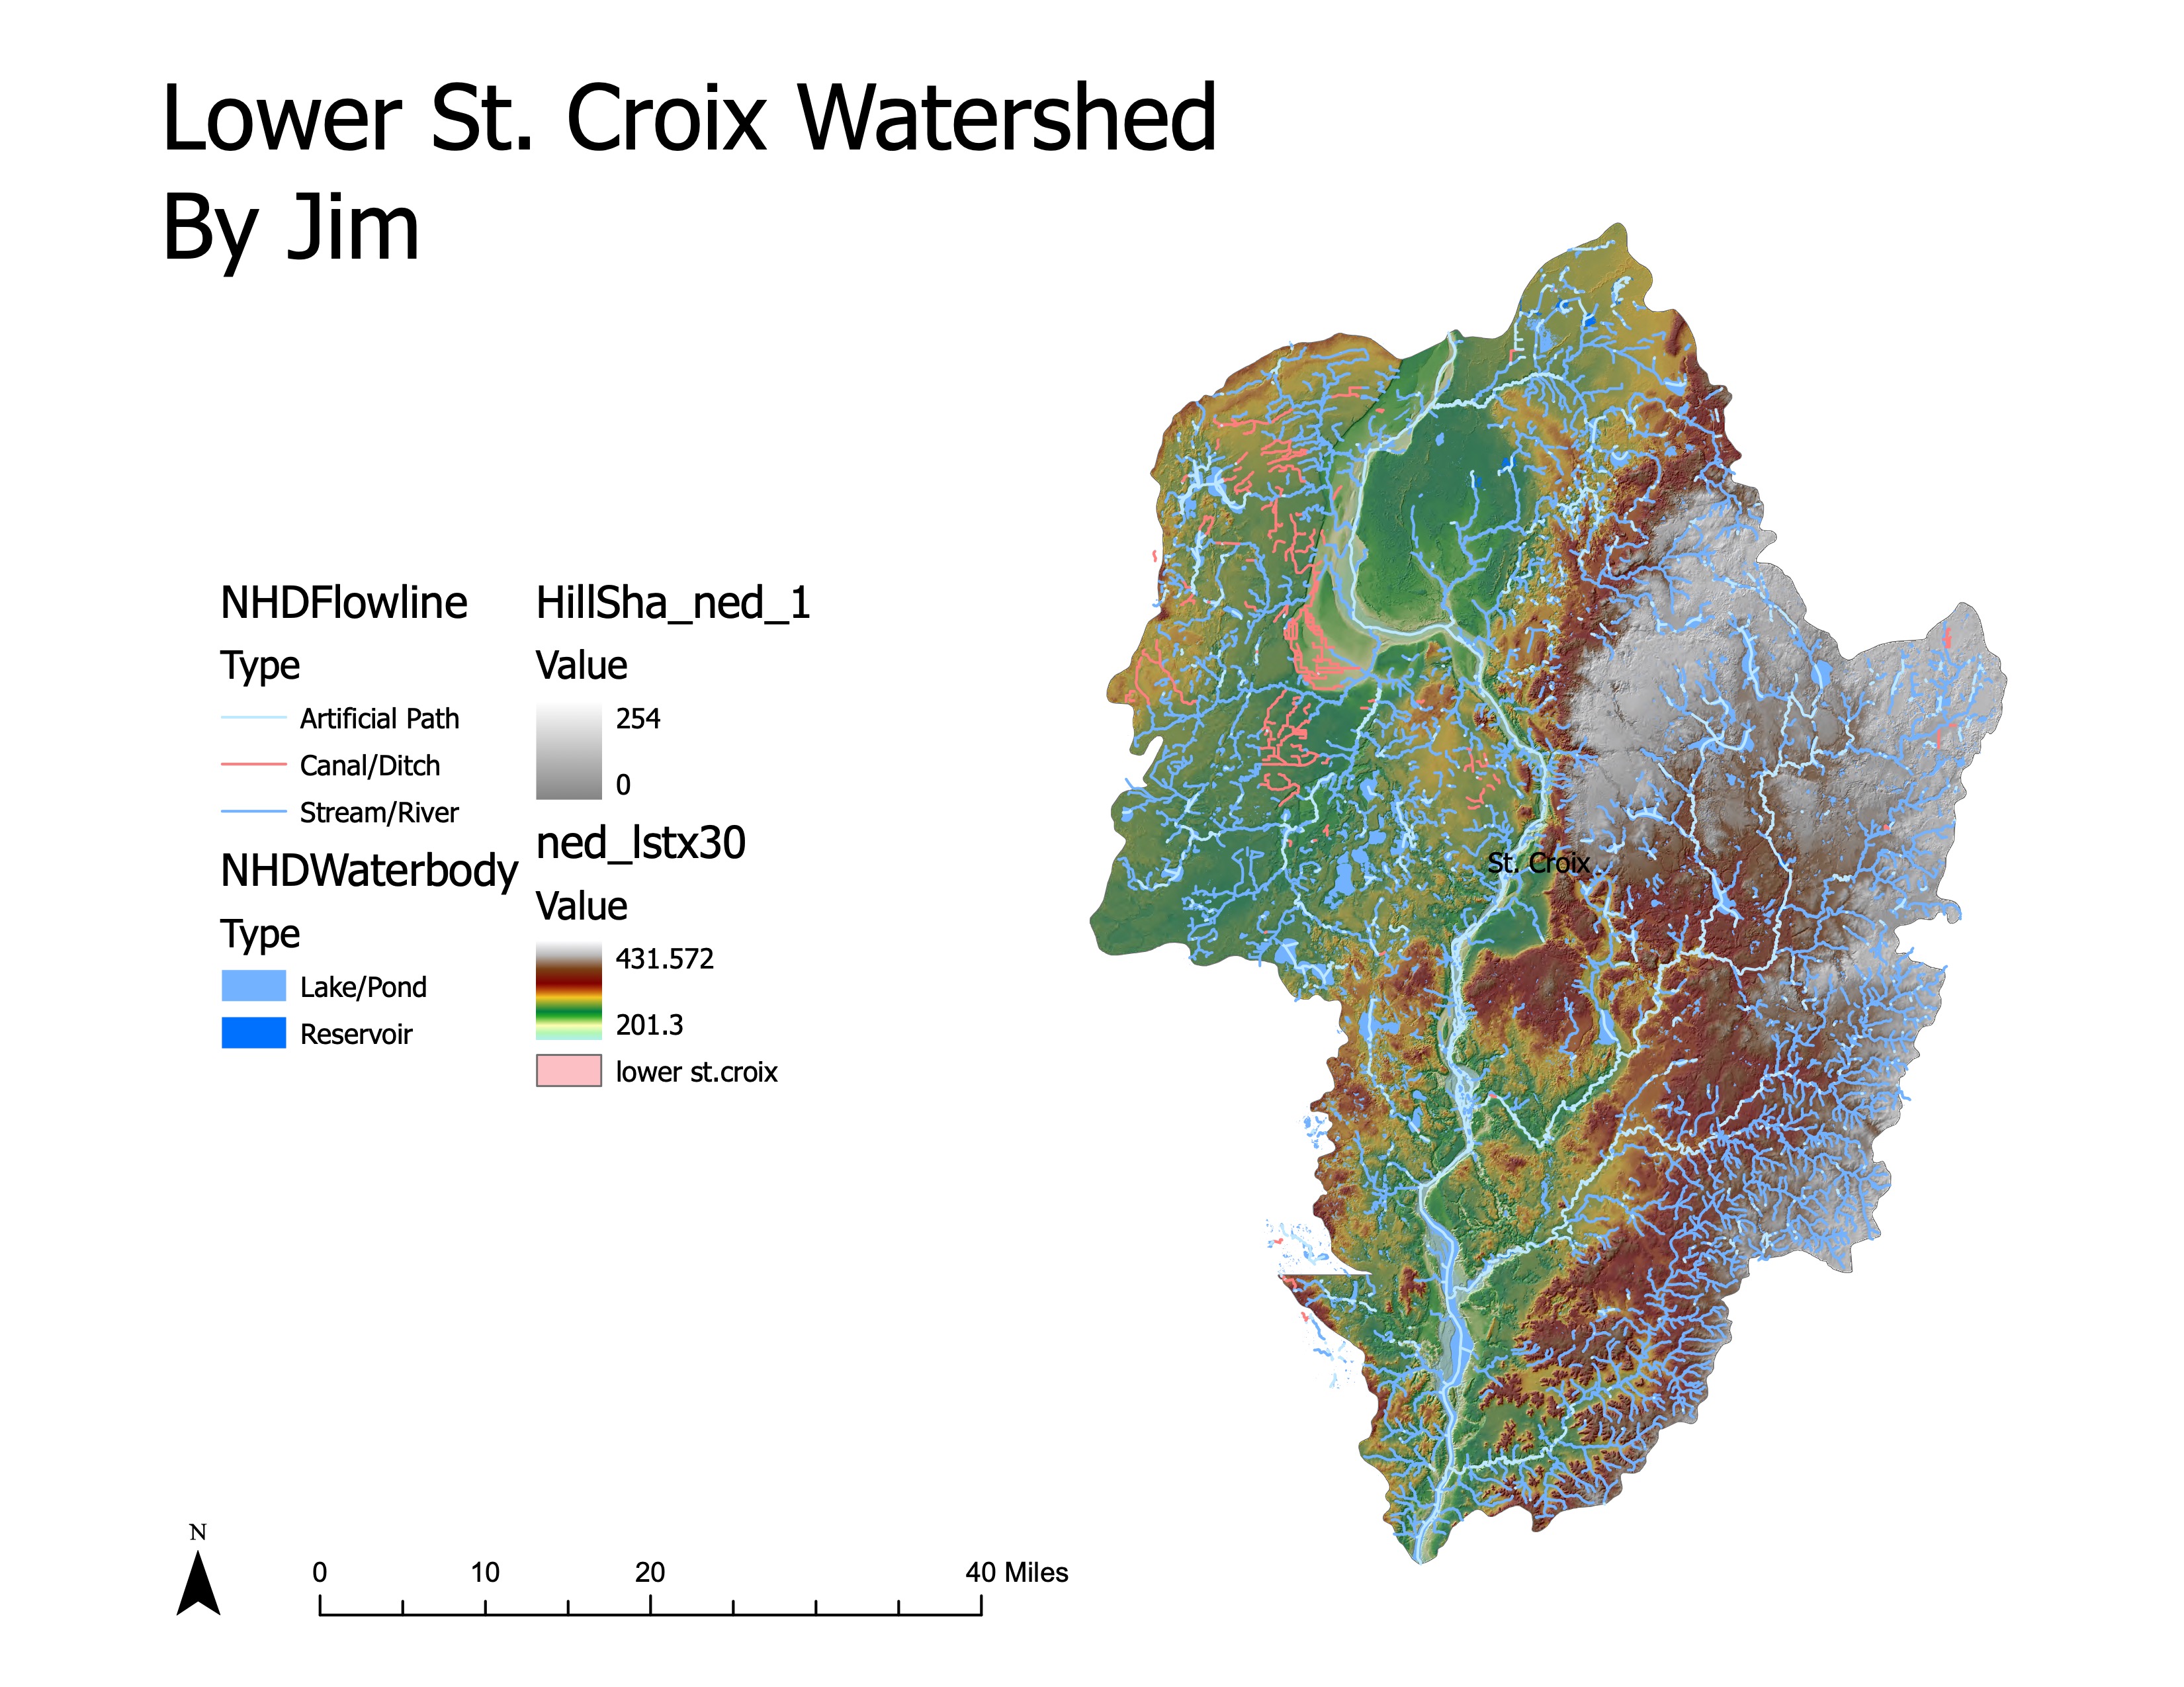 Lower St. Croix Watershed
By Jim
NHDFlowline
Type
Artificial Path
Canal/Ditch
Stream/River
NHDWaterbody
Type
Lake/Pond
Reservoir
HillSha_ned_1
Value
254
0
ned_lstx30
Value
431.572
201.3
lower st.croix
St. Croix
N
0 10 20 40 Miles